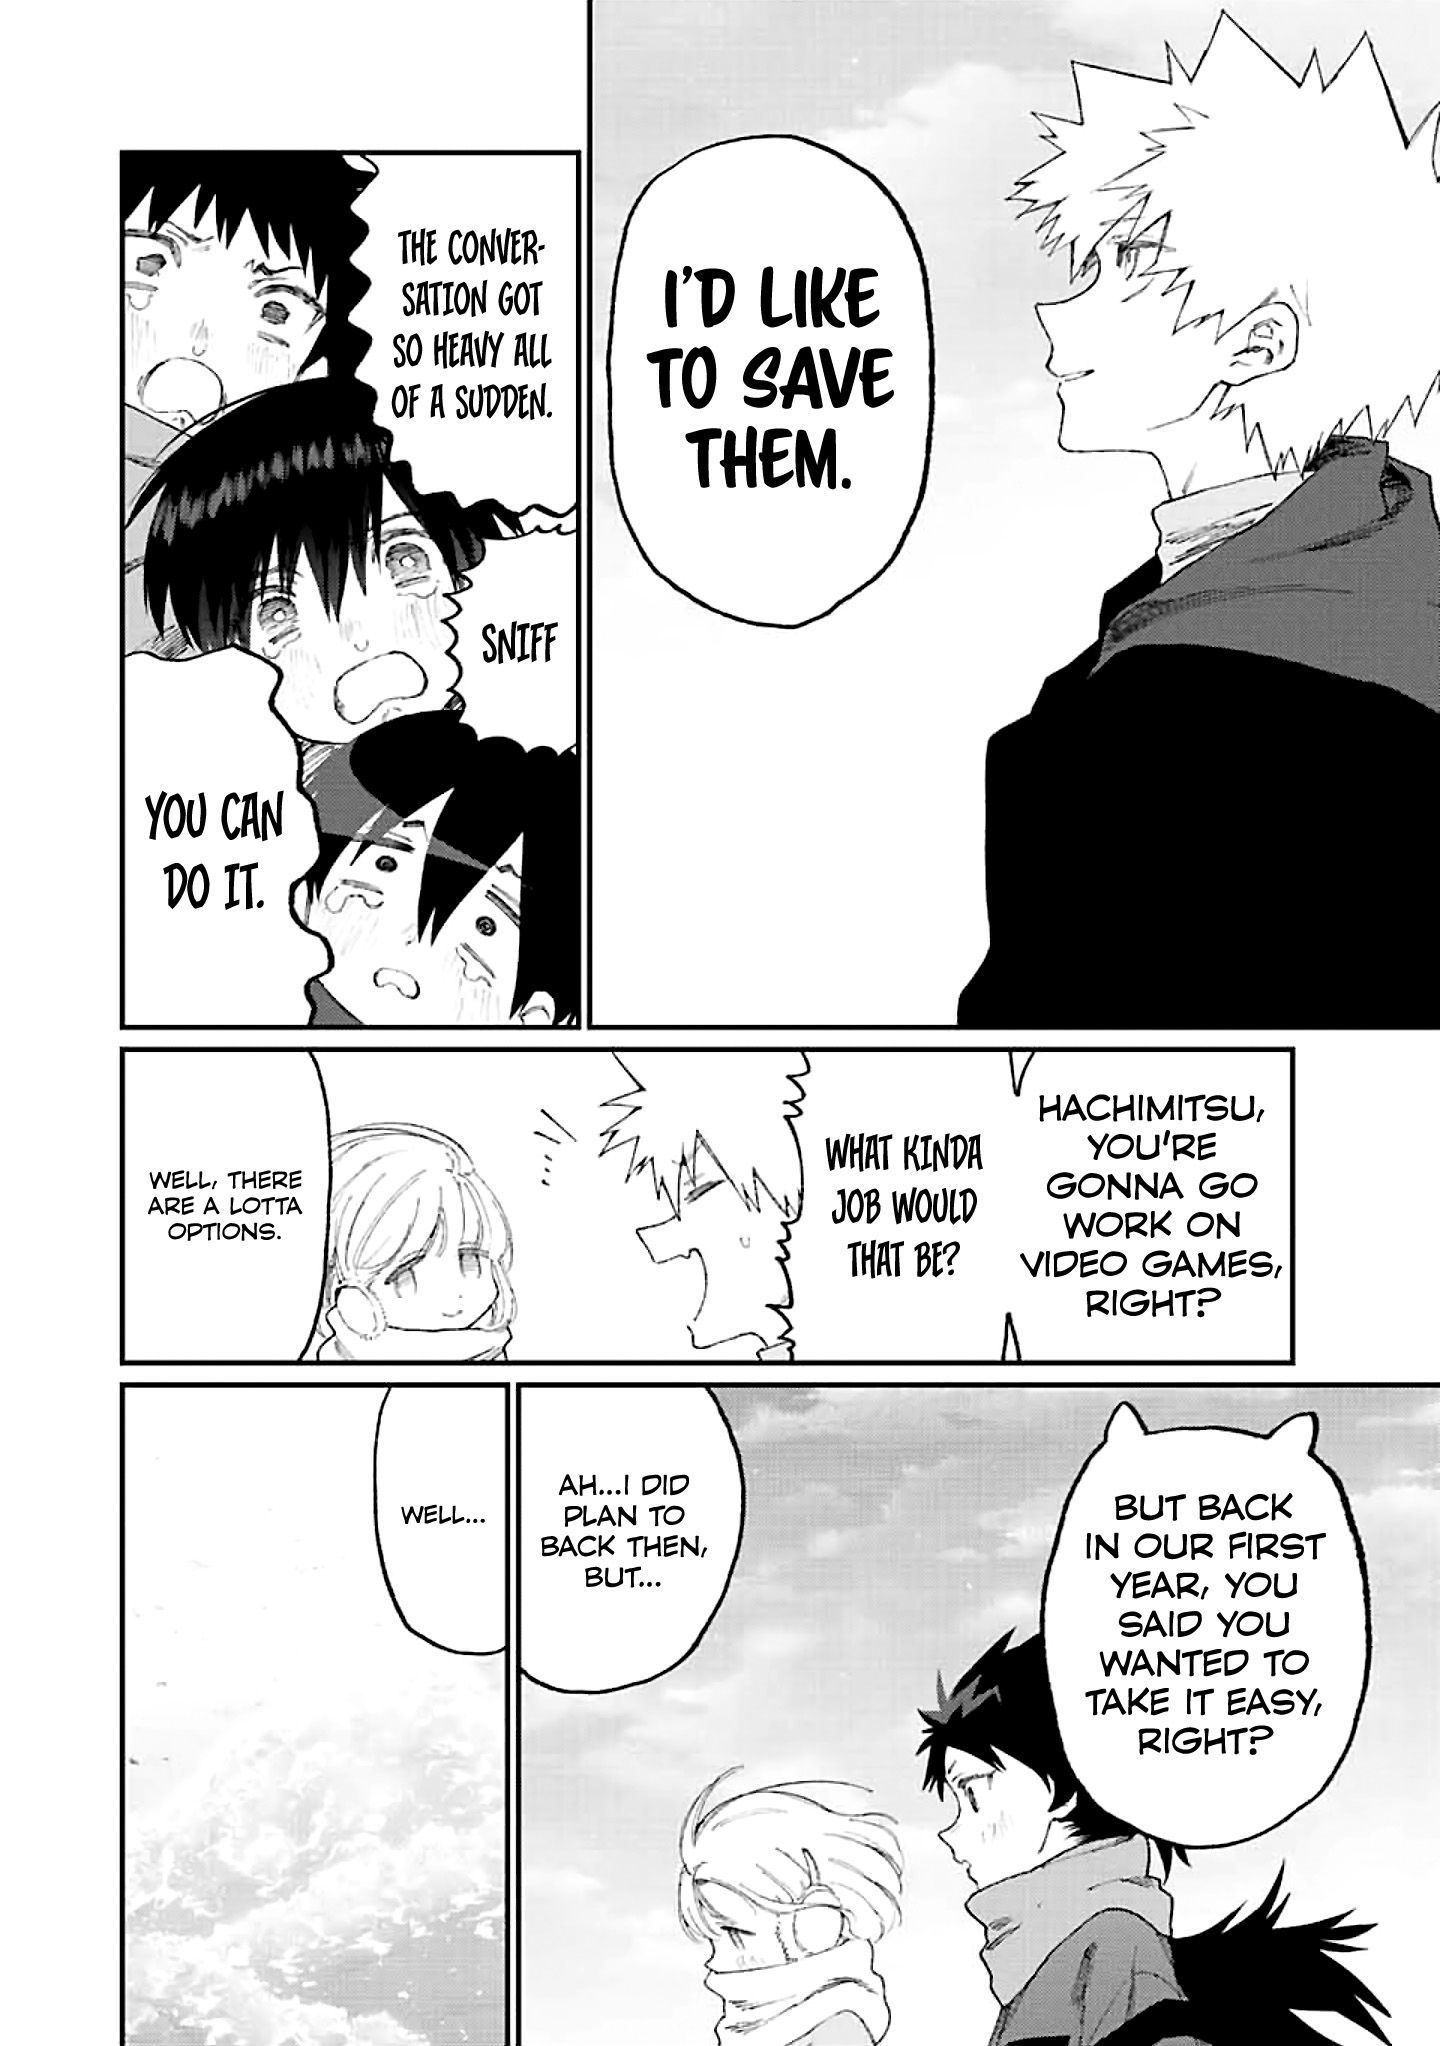 I'D LIKE
TO SAVE
THEM.
THE CONVER-
SATION GOT
SO HEAVY ALL
OF A SUDDEN.
SNIFF
YOU CAN
DO IT.
HACHIMITSU,
YOU'RE
GONNA GO
WORK ON
VIDEO GAMES,
RIGHT?
WHAT KINDA
JOB WOULD
THAT BE?
WELL, THERE
ARE A LOTTA
OPTIONS.
BUT BACK
IN OUR FIRST
YEAR, YOU
SAID YOU
WANTED TO
TAKE IT EASY,
RIGHT?
AH...I DID
PLAN TO
BACK THEN,
BUT...
WELL...